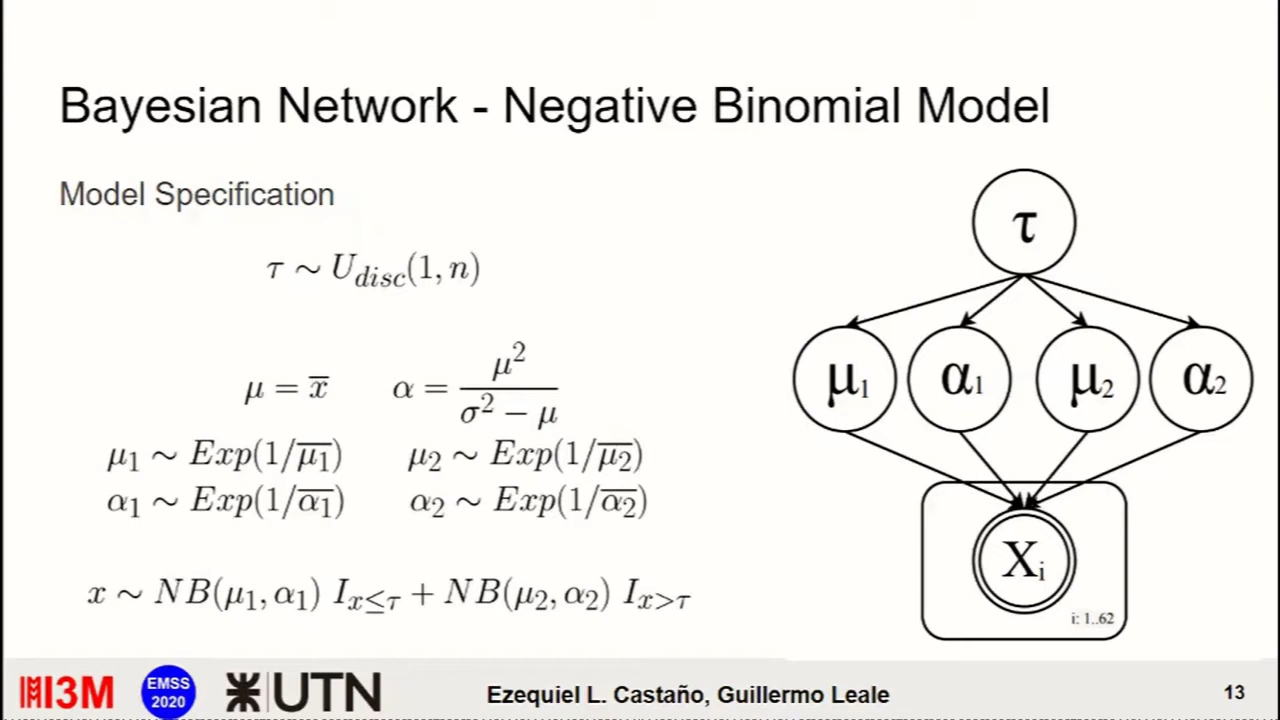 Bayesian Network - Negative Binomial Model
Model Specification
τ ~ U_disc(1, n)
μ = x̅    α = μ² / (σ² − μ)
μ₁ ~ Exp(1/μ̅₁)    μ₂ ~ Exp(1/μ̅₂)
α₁ ~ Exp(1/α̅₁)    α₂ ~ Exp(1/α̅₂)
x ~ NB(μ₁, α₁) I_x≤τ + NB(μ₂, α₂) I_x>τ
τ
μ₁ α₁ μ₂ α₂
Xᵢ
i: 1..62
I3M
EMSS
2020
UTN
Ezequiel L. Castaño, Guillermo Leale
13